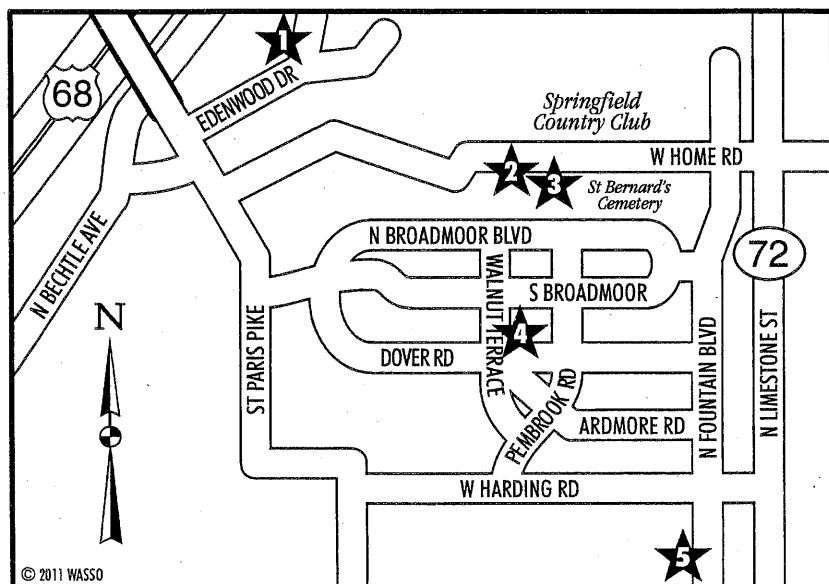 1
68
EDENWOOD DR
Springfield
Country Club
W HOME RD
2
3
St Bernard's
Cemetery
N BECHTLE AVE
N BROADMOOR BLVD
72
WALNUT TERRACE
S BROADMOOR
N
ST PARIS PIKE
4
DOVER RD
PEMBROOK RD
ARDMORE RD
N FOUNTAIN BLVD
N LIMESTONE ST
W HARDING RD
5
© 2011 WASSO